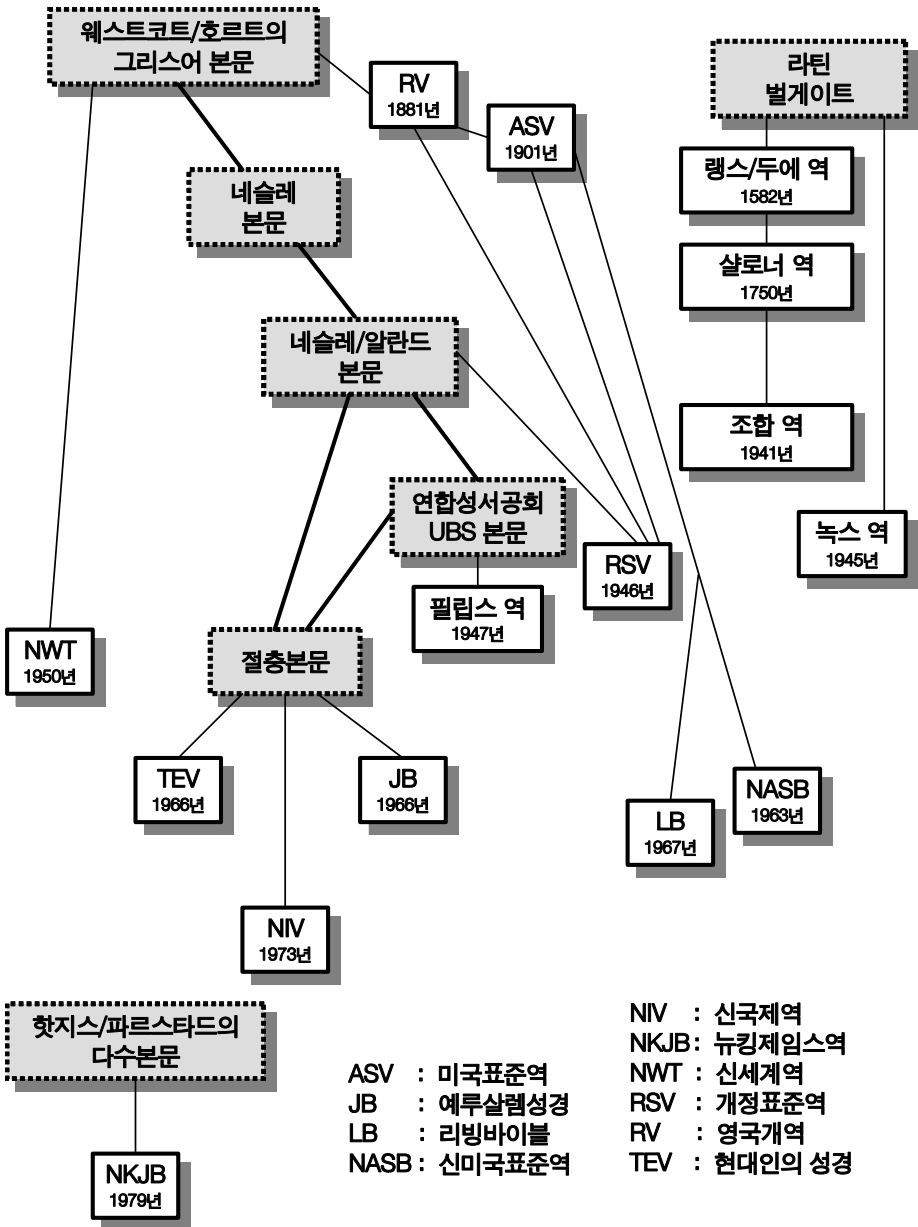 웨스트코트/호르트의
그리스어 본문
RV
1881년
ASV
1901년
라틴
벌게이트
랭스/두에 역
1582년
네슬레
본문
샬로너 역
1750년
네슬레/알란드
본문
조합 역
1941년
연합성서공회
UBS 본문
녹스 역
1945년
RSV
1946년
필립스 역
1947년
NWT
1950년
절충본문
TEV
1966년
JB
1966년
LB
1967년
NASB
1963년
NIV
1973년
핫지스/파르스타드의
다수본문
NKJB
1979년
ASV : 미국표준역
JB : 예루살렘성경
LB : 리빙바이블
NASB : 신미국표준역
NIV : 신국제역
NKJB : 뉴킹제임스역
NWT : 신세계역
RSV : 개정표준역
RV : 영국개역
TEV : 현대인의 성경